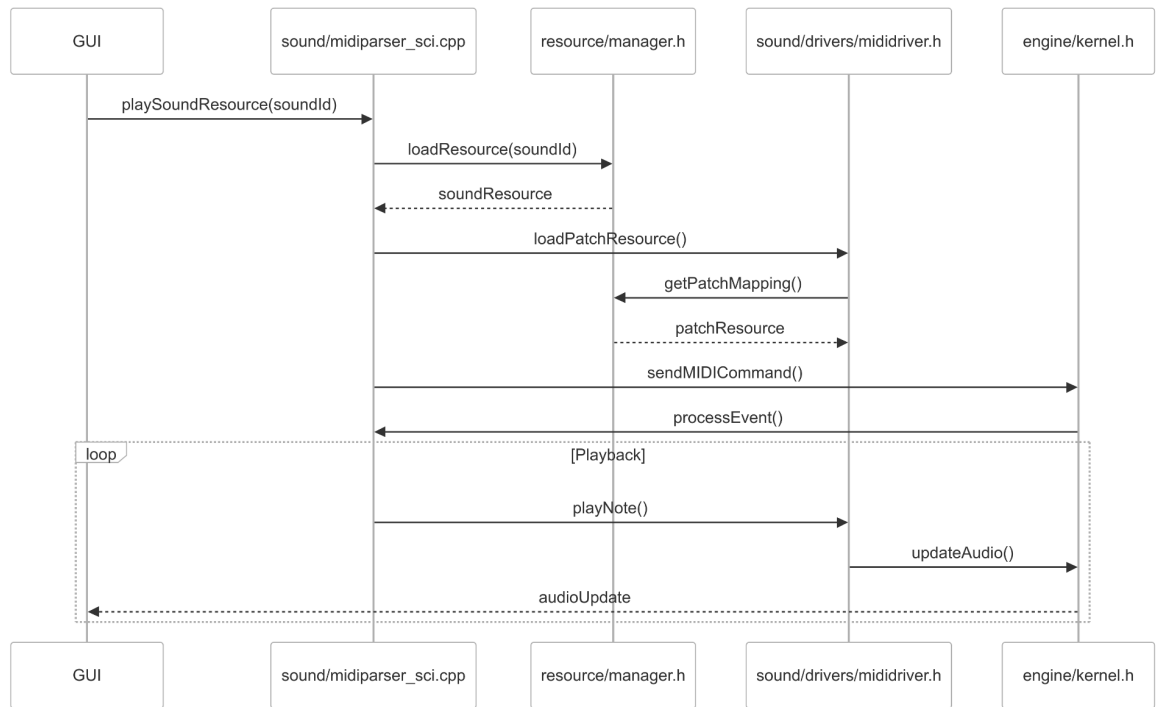 GUI
sound/midiparser_sci.cpp
resource/manager.h
sound/drivers/mididriver.h
engine/kernel.h
playSoundResource(soundId)
loadResource(soundId)
soundResource
loadPatchResource()
getPatchMapping()
patchResource
sendMIDICommand()
processEvent()
loop
[Playback]
playNote()
updateAudio()
audioUpdate
GUI
sound/midiparser_sci.cpp
resource/manager.h
sound/drivers/mididriver.h
engine/kernel.h